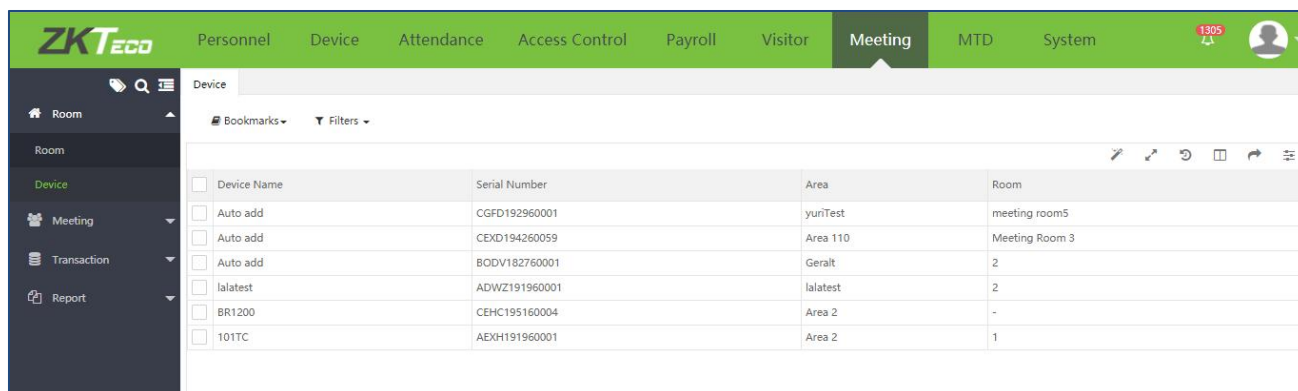 ZKTeco Personnel Device Attendance Access Control Payroll Visitor Meeting MTD System 1305
Device
Room
Bookmarks Filters
Room
Device
Meeting
Transaction
Report
Device Name Serial Number Area Room
Auto add CGFD192960001 yuriTest meeting room5
Auto add CEXD194260059 Area 110 Meeting Room 3
Auto add BODV182760001 Geralt 2
lalatest ADWZ191960001 lalatest 2
BR1200 CEHC195160004 Area 2 -
101TC AEXH191960001 Area 2 1